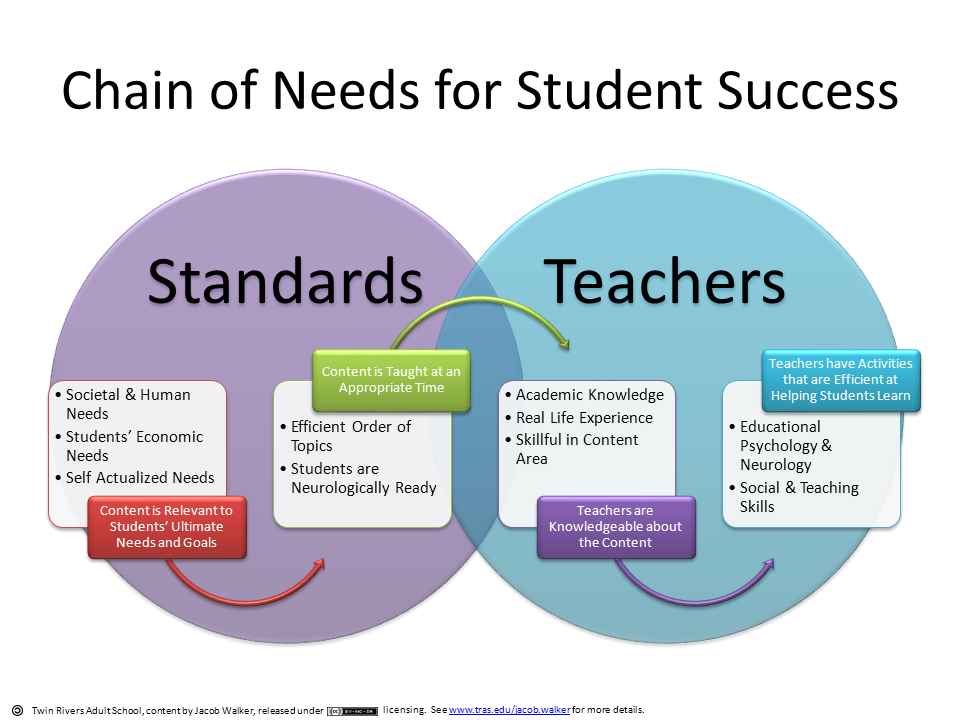 Chain of Needs for Student Success
Standards
Teachers
• Societal & Human
Needs
• Students’ Economic
Needs
• Self Actualized Needs
Content is Relevant to
Students’ Ultimate
Needs and Goals
Content is Taught at an
Appropriate Time
• Efficient Order of
Topics
• Students are
Neurologically Ready
• Academic Knowledge
• Real Life Experience
• Skillful in Content
Area
Teachers are
Knowledgeable about
the Content
Teachers have Activities
that are Efficient at
Helping Students Learn
• Educational
Psychology &
Neurology
• Social & Teaching
Skills
Twin Rivers Adult School, content by Jacob Walker, released under (cc) BY-NC-SA licensing. See www.tras.edu/jacob.walker for more details.